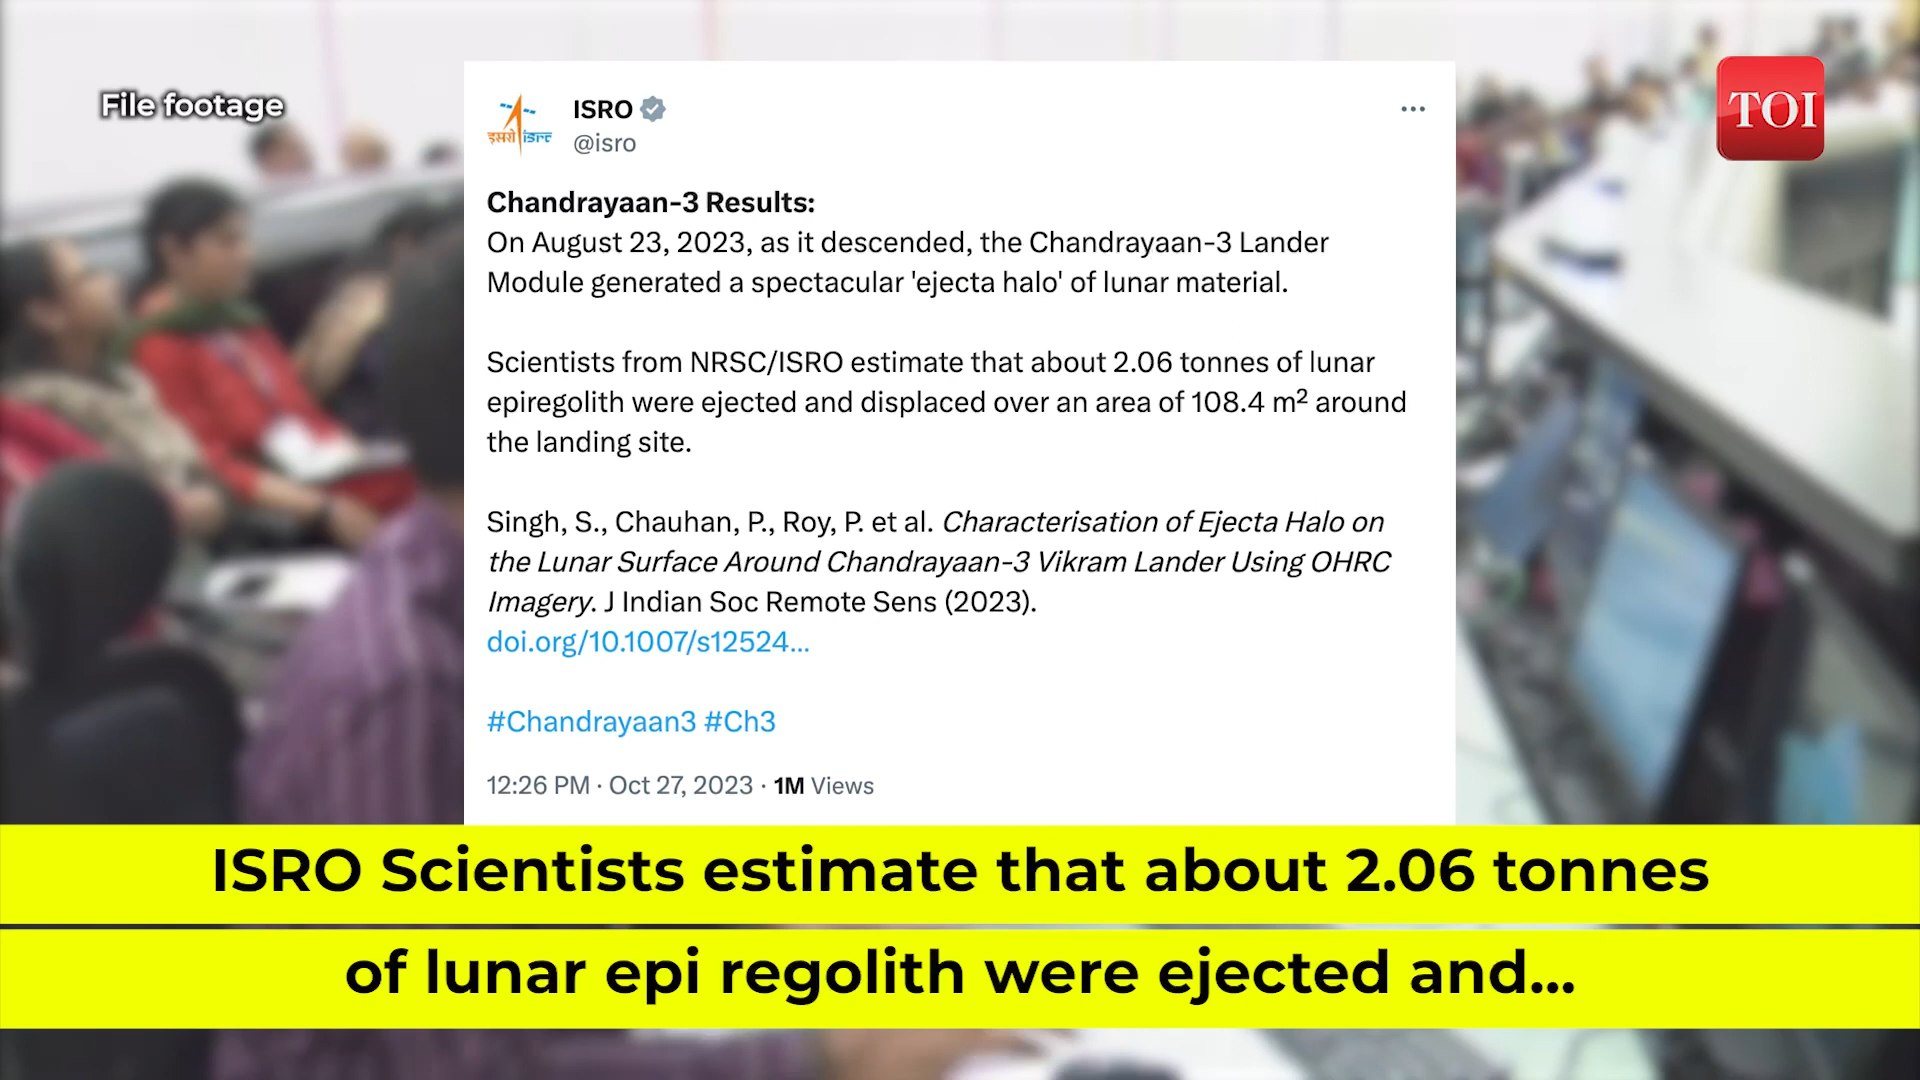 File footage
TOI
इसरो isro
ISRO
@isro
Chandrayaan-3 Results:
On August 23, 2023, as it descended, the Chandrayaan-3 Lander
Module generated a spectacular 'ejecta halo' of lunar material.
Scientists from NRSC/ISRO estimate that about 2.06 tonnes of lunar
epiregolith were ejected and displaced over an area of 108.4 m² around
the landing site.
Singh, S., Chauhan, P., Roy, P. et al. Characterisation of Ejecta Halo on
the Lunar Surface Around Chandrayaan-3 Vikram Lander Using OHRC
Imagery. J Indian Soc Remote Sens (2023).
doi.org/10.1007/s12524...
#Chandrayaan3 #Ch3
12:26 PM · Oct 27, 2023 · 1M Views
ISRO Scientists estimate that about 2.06 tonnes
of lunar epi regolith were ejected and...